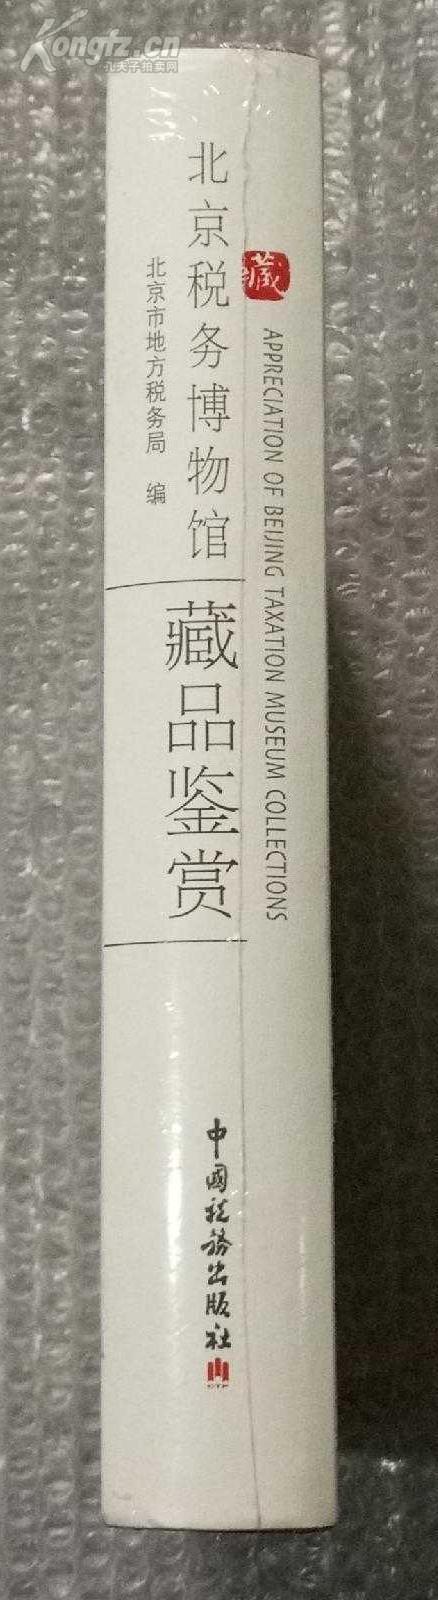 Kongfz.cn
孔夫子拍卖网
北京税务博物馆
北京市地方税务局 编
藏品鉴赏
藏
APPRECIATION OF BEIJING TAXATION MUSEUM COLLECTIONS
中国税务出版社
CTP